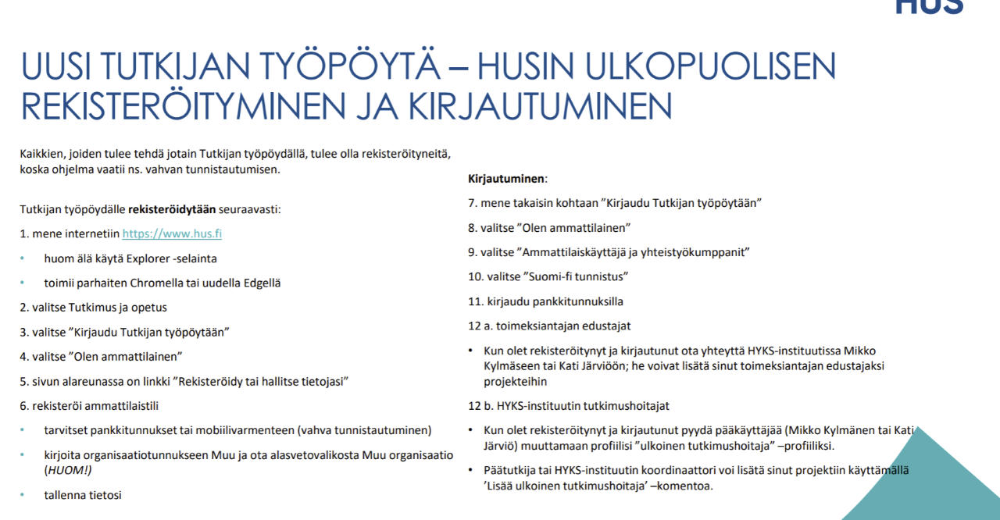 HUS
UUSI TUTKIJAN TYÖPÖYTÄ – HUSIN ULKOPUOLISEN
REKISTERÖITYMINEN JA KIRJAUTUMINEN
Kaikkien, joiden tulee tehdä jotain Tutkijan työpöydällä, tulee olla rekisteröityneitä,
koska ohjelma vaatii ns. vahvan tunnistautumisen.
Tutkijan työpöydälle rekisteröidytään seuraavasti:
1. mene internetiin https://www.hus.fi
• huom älä käytä Explorer -selainta
• toimii parhaiten Chromella tai uudella Edgellä
2. valitse Tutkimus ja opetus
3. valitse ”Kirjaudu Tutkijan työpöytään”
4. valitse ”Olen ammattilainen”
5. sivun alareunassa on linkki ”Rekisteröidy tai hallitse tietojasi”
6. rekisteröi ammattilaistili
• tarvitset pankkitunnukset tai mobiilivarmenteen (vahva tunnistautuminen)
• kirjoita organisaatiotunnukseen Muu ja ota alasvetovalikosta Muu organisaatio
(HUOM!)
• tallenna tietosi
Kirjautuminen:
7. mene takaisin kohtaan ”Kirjaudu Tutkijan työpöytään”
8. valitse ”Olen ammattilainen”
9. valitse ”Ammattilaiskäyttäjä ja yhteistyökumppanit”
10. valitse ”Suomi-fi tunnistus”
11. kirjaudu pankkitunnuksilla
12 a. toimeksiantajan edustajat
• Kun olet rekisteröitynyt ja kirjautunut ota yhteyttä HYKS-instituutissa Mikko
Kylmäseen tai Kati Järviöön; he voivat lisätä sinut toimeksiantajan edustajaksi
projekteihin
12 b. HYKS-instituutin tutkimushoitajat
• Kun olet rekisteröitynyt ja kirjautunut pyydä pääkäyttäjää (Mikko Kylmänen tai Kati
Järviö) muuttamaan profiilisi ”ulkoinen tutkimushoitaja” –profiiliksi.
• Päätutkija tai HYKS-instituutin koordinaattori voi lisätä sinut projektiin käyttämällä
’Lisää ulkoinen tutkimushoitaja’ –komentoa.